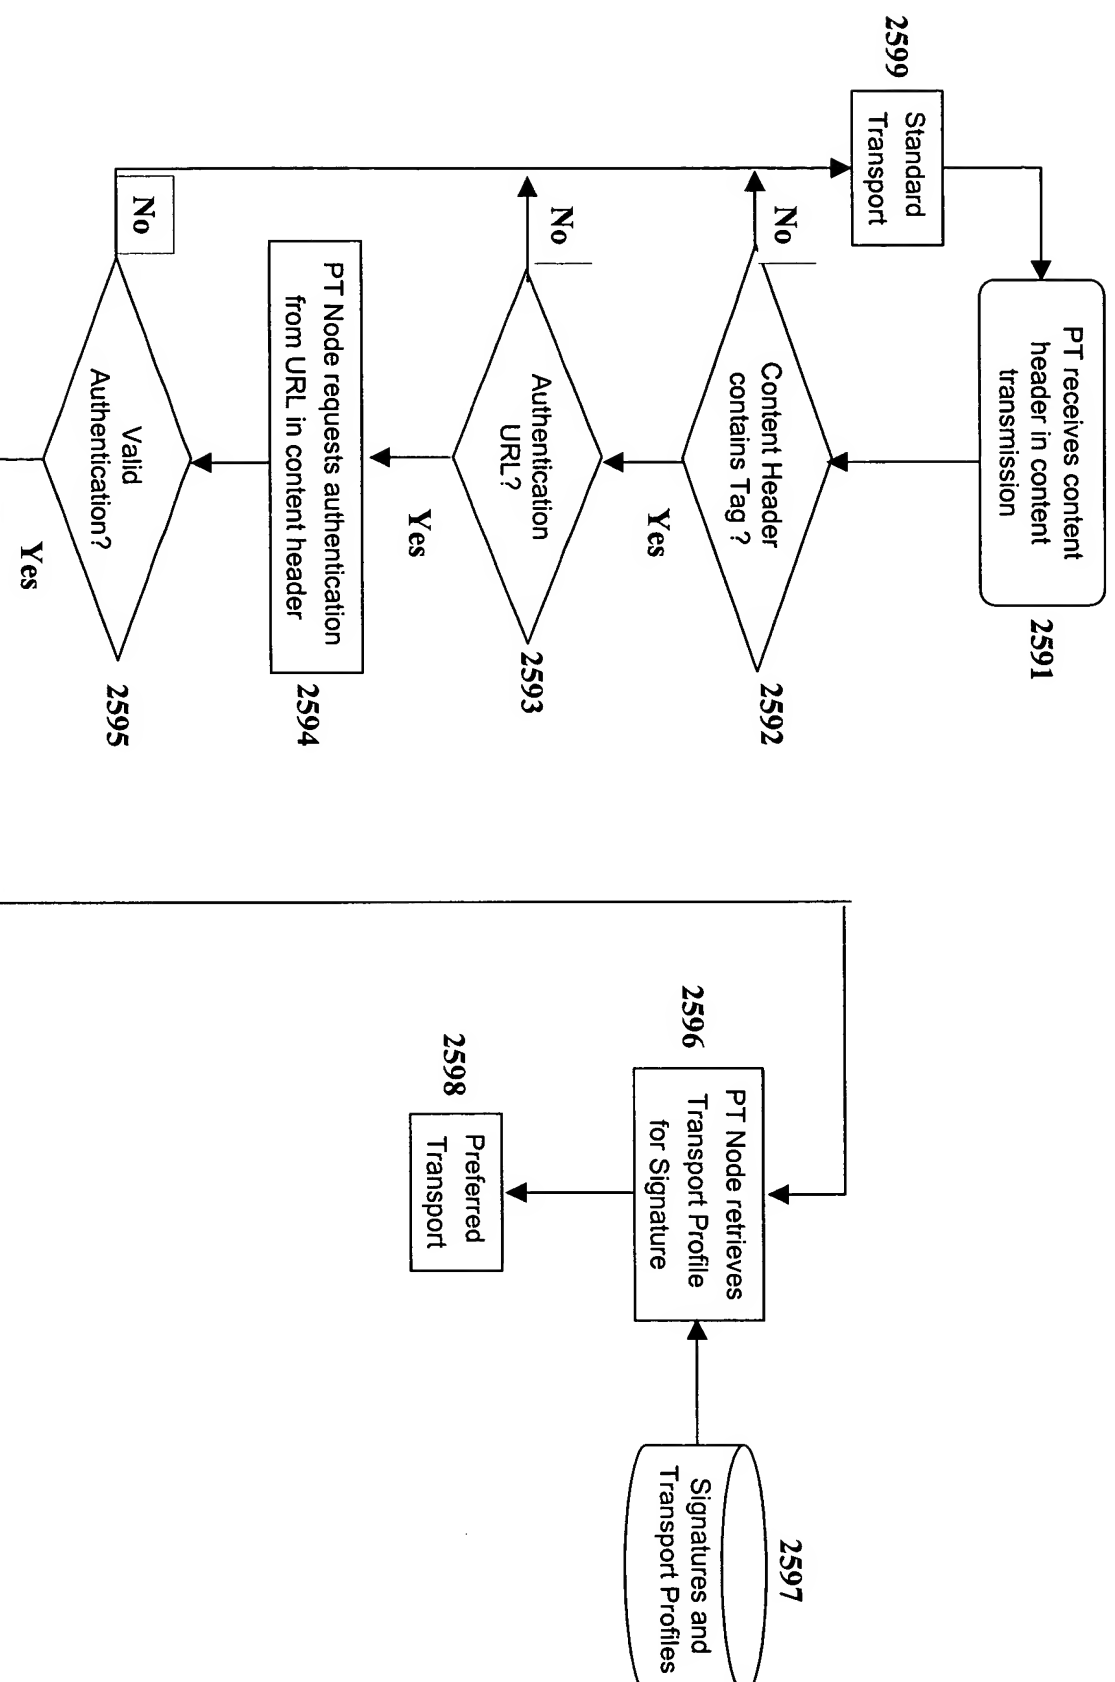 2599
Standard
Transport
PT receives content
header in content
transmission
2591
No
Content Header
contains Tag ?
2592
Yes
No
Authentication
URL?
2593
Yes
PT Node requests authentication
from URL in content header
2594
No
Valid
Authentication?
2595
Yes
2596
PT Node retrieves
Transport Profile
for Signature
2597
Signatures and
Transport Profiles
2598
Preferred
Transport